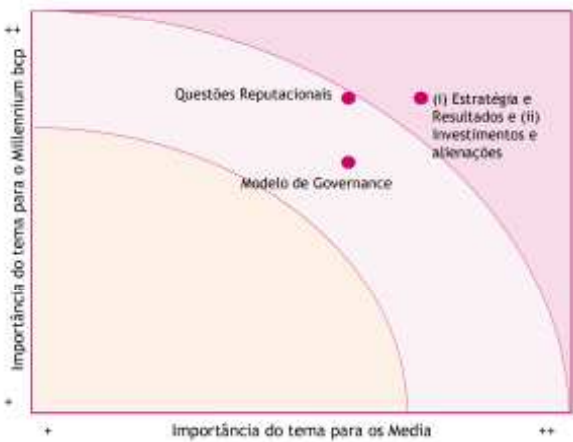 ++
Importância do tema para o Millennium bcp
+
Questões Reputacionais
(i) Estratégia e
Resultados e (ii)
Investimentos e
alienações
Modelo de Governance
+
Importância do tema para os Media
++